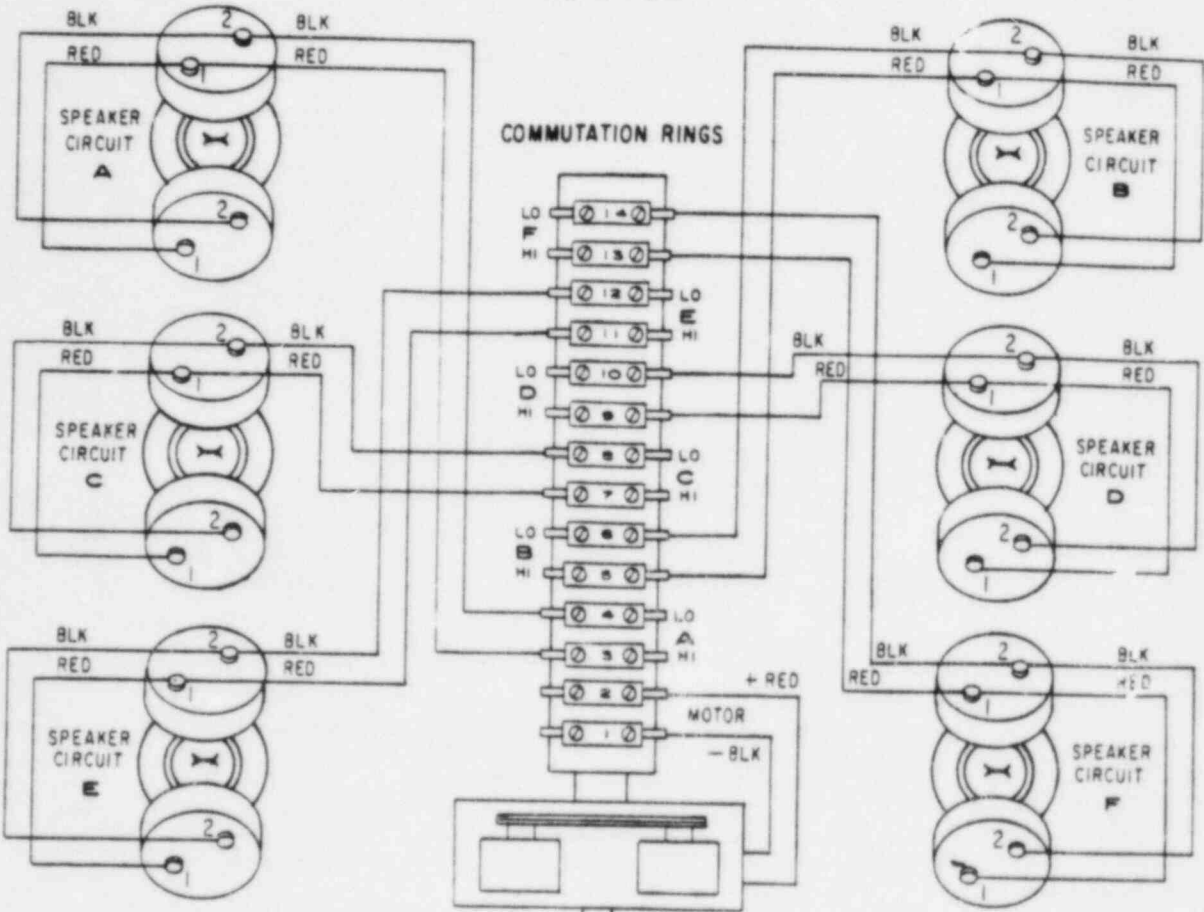 BLK
2
BLK
RED
1
RED
SPEAKER
CIRCUIT
A
2
1
BLK
2
BLK
RED
1
RED
SPEAKER
CIRCUIT
B
2
1
COMMUTATION RINGS
LO
14
F
HI
13
12
LO
E
11
HI
LO
10
D
HI
9
8
LO
C
7
HI
LO
6
B
HI
5
4
LO
A
3
HI
2
+ RED
MOTOR
1
- BLK
BLK
2
BLK
RED
1
RED
SPEAKER
CIRCUIT
C
2
1
BLK
2
BLK
RED
1
RED
SPEAKER
CIRCUIT
D
2
1
BLK
2
BLK
RED
1
RED
SPEAKER
CIRCUIT
E
2
1
BLK
2
BLK
RED
1
RED
SPEAKER
CIRCUIT
F
2
1